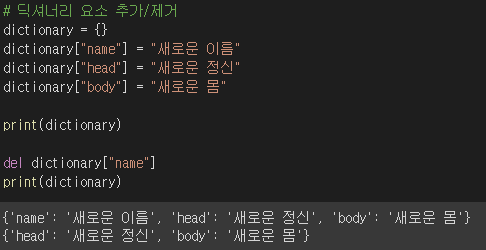 # 딕셔너리 요소 추가/제거
dictionary = {}
dictionary["name"] = "새로운 이름"
dictionary["head"] = "새로운 정신"
dictionary["body"] = "새로운 몸"
print(dictionary)
del dictionary["name"]
print(dictionary)
{'name': '새로운 이름', 'head': '새로운 정신', 'body': '새로운 몸'}
{'head': '새로운 정신', 'body': '새로운 몸'}